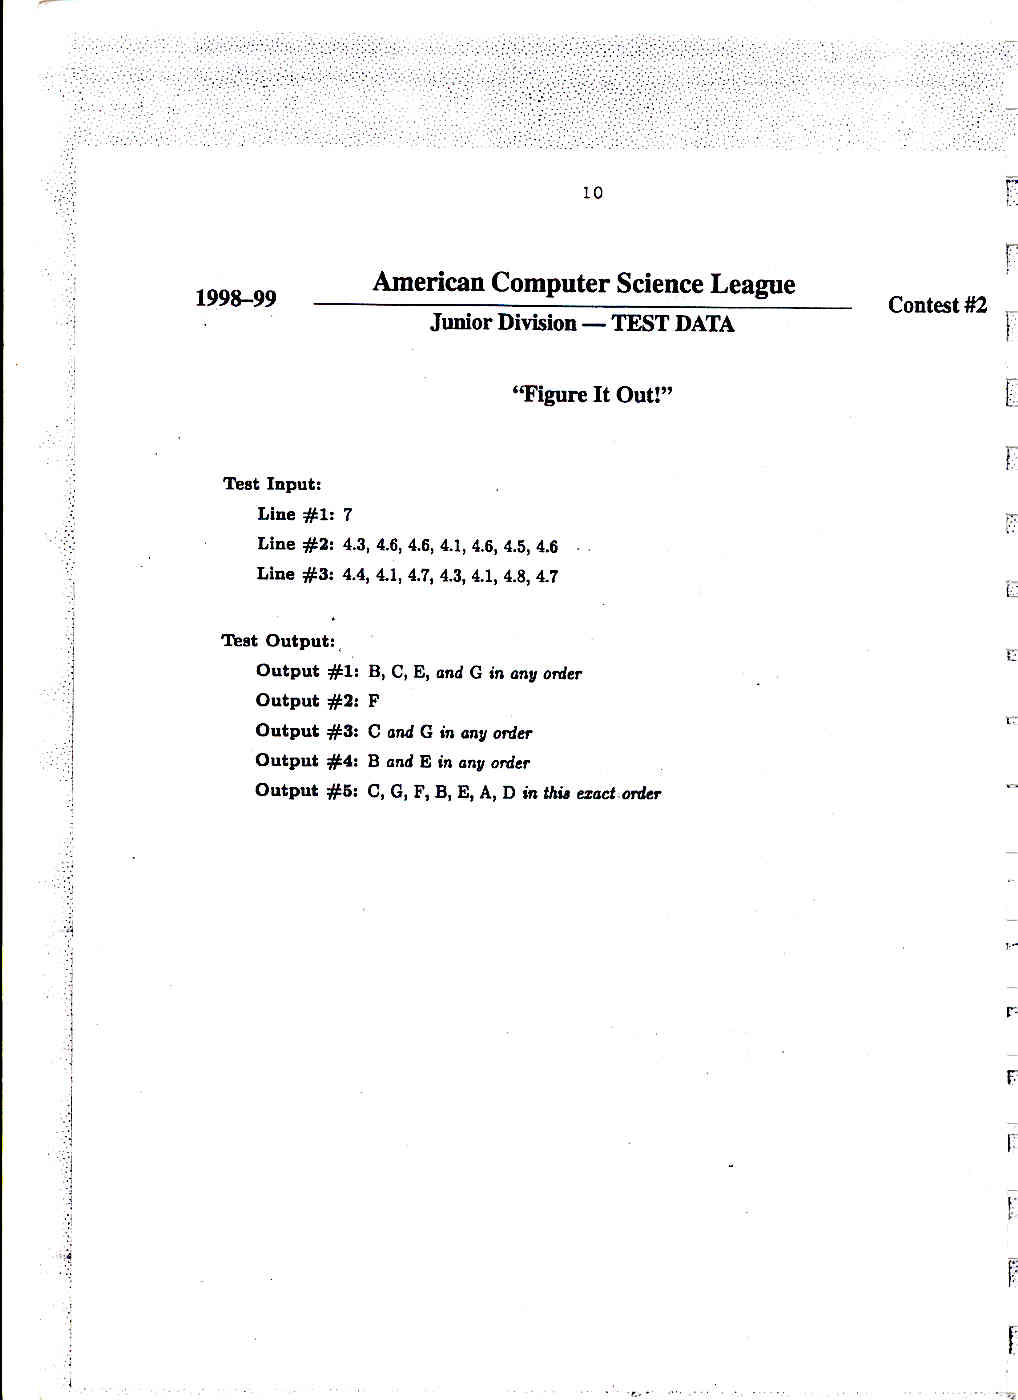 10
American Computer Science League
1998–99
Contest #2
Junior Division — TEST DATA
“Figure It Out!”
Test Input:
Line #1: 7
Line #2: 4.3, 4.6, 4.6, 4.1, 4.6, 4.5, 4.6
Line #3: 4.4, 4.1, 4.7, 4.3, 4.1, 4.8, 4.7
Test Output:
Output #1: B, C, E, and G in any order
Output #2: F
Output #3: C and G in any order
Output #4: B and E in any order
Output #5: C, G, F, B, E, A, D in this exact order